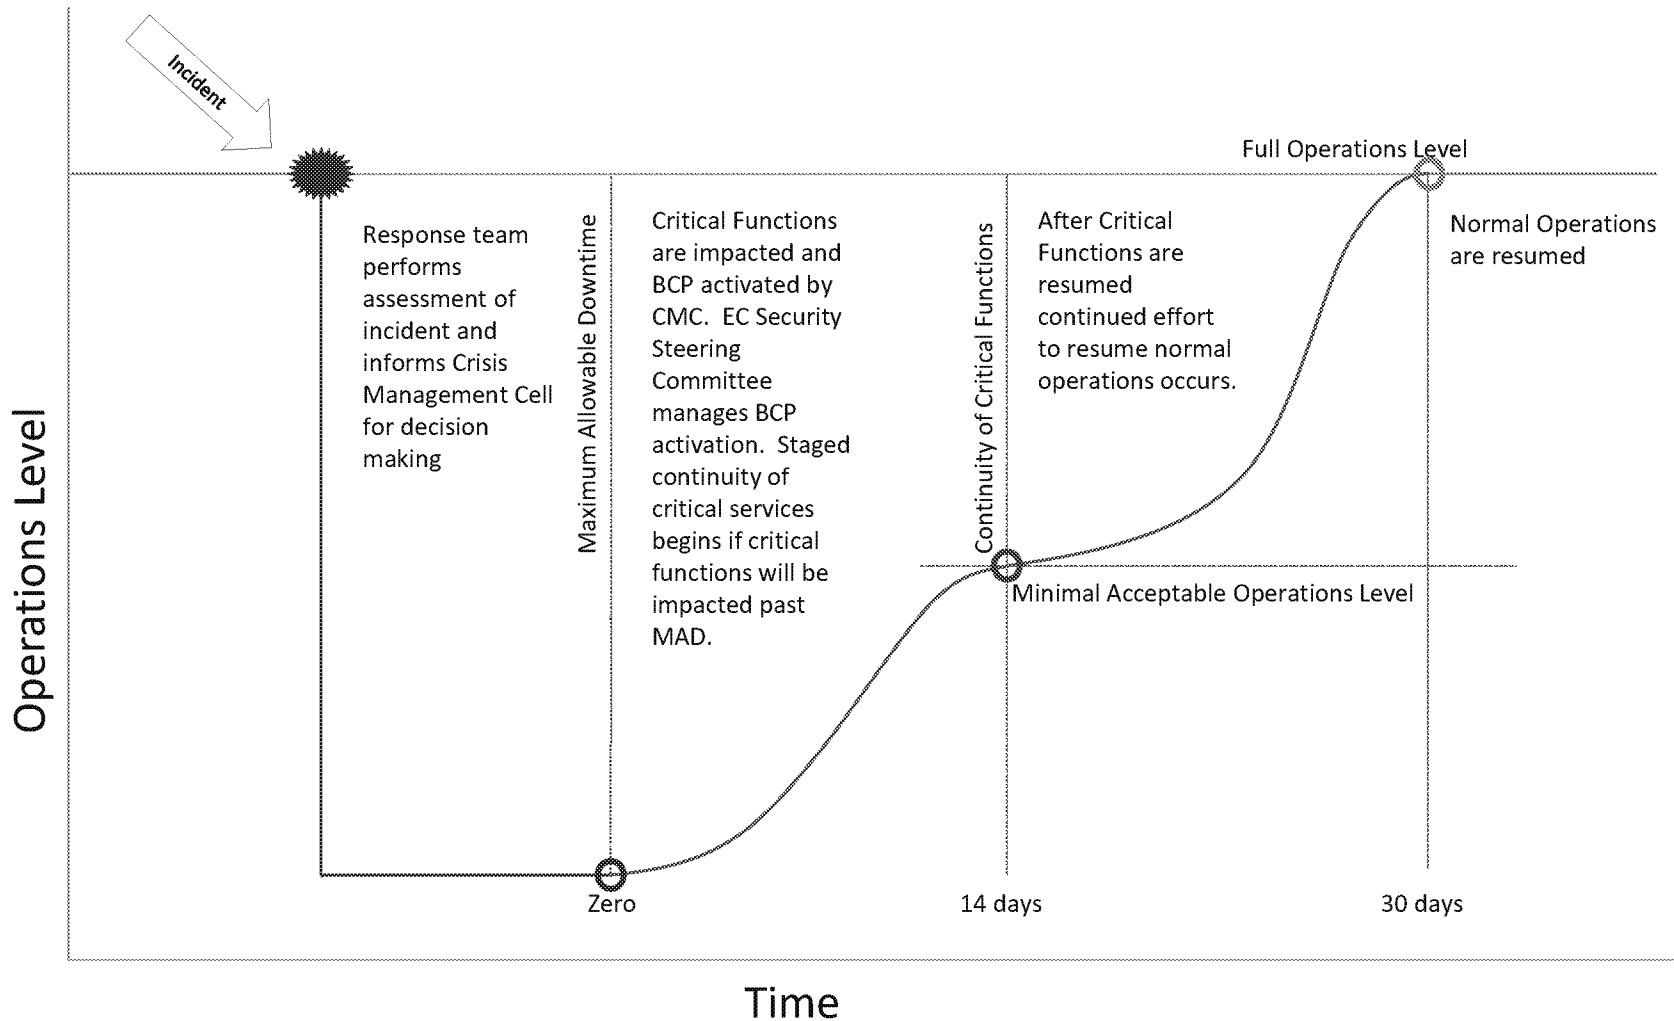 Incident
Full Operations Level
Response team
performs
assessment of
incident and
informs Crisis
Management Cell
for decision
making
Maximum Allowable Downtime
Critical Functions
are impacted and
BCP activated by
CMC.  EC Security
Steering
Committee
manages BCP
activation.  Staged
continuity of
critical services
begins if critical
functions will be
impacted past
MAD.
Continuity of Critical Functions
After Critical
Functions are
resumed
continued effort
to resume normal
operations occurs.
Normal Operations
are resumed
Minimal Acceptable Operations Level
Operations Level
Zero
14 days
30 days
Time